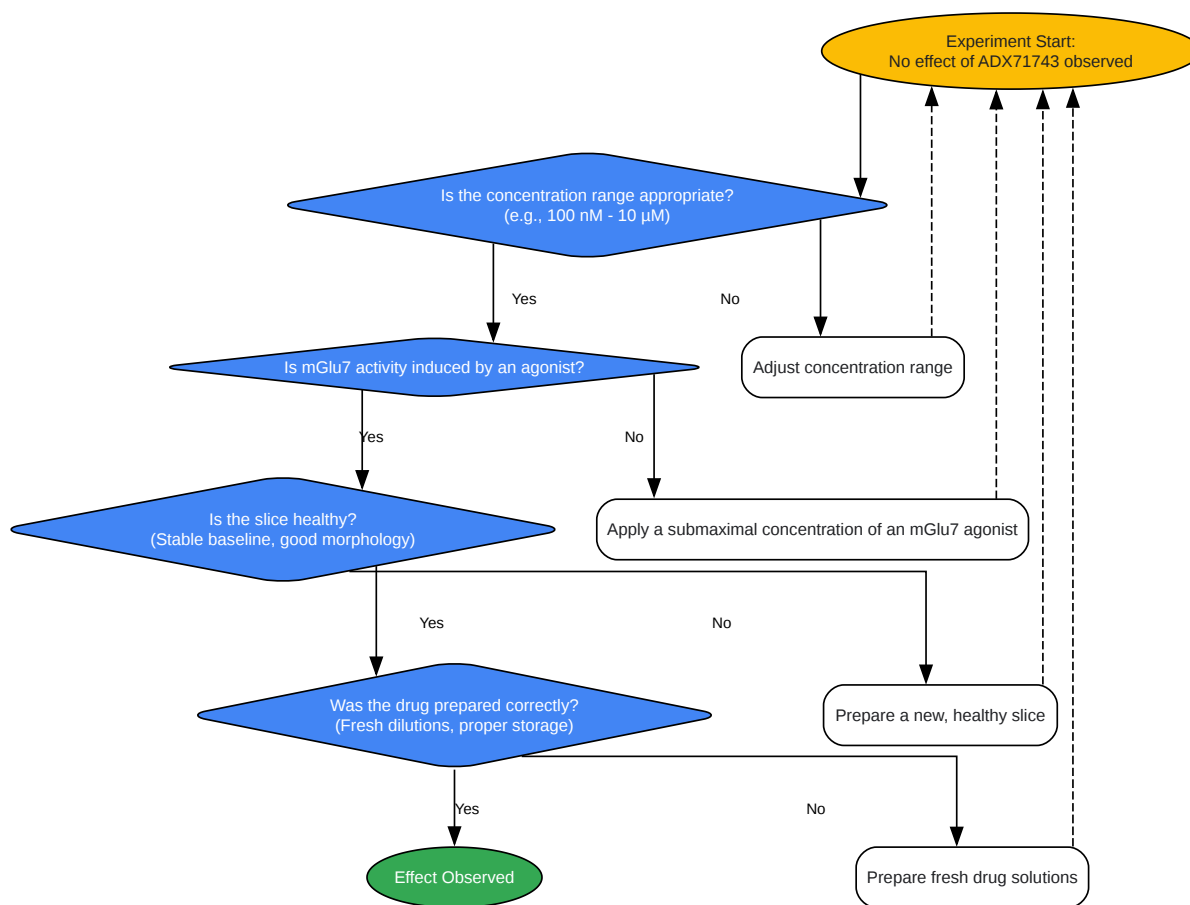 Experiment Start:
No effect of ADX71743 observed
Is the concentration range appropriate?
(e.g., 100 nM - 10 µM)
Yes
No
Is mGlu7 activity induced by an agonist?
Adjust concentration range
Yes
No
Is the slice healthy?
(Stable baseline, good morphology)
Apply a submaximal concentration of an mGlu7 agonist
Yes
No
Was the drug prepared correctly?
(Fresh dilutions, proper storage)
Prepare a new, healthy slice
Yes
No
Effect Observed
Prepare fresh drug solutions